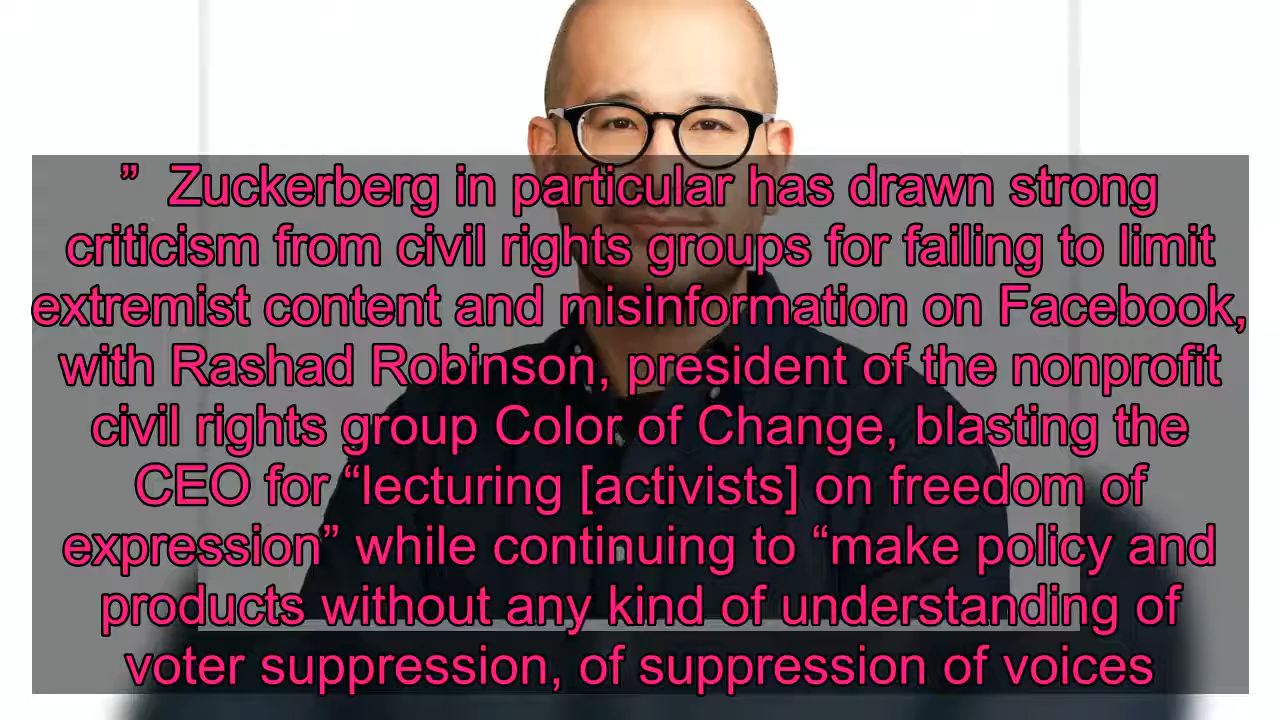 ”  Zuckerberg in particular has drawn strong
criticism from civil rights groups for failing to limit
extremist content and misinformation on Facebook,
with Rashad Robinson, president of the nonprofit
civil rights group Color of Change, blasting the
CEO for “lecturing [activists] on freedom of
expression” while continuing to “make policy and
products without any kind of understanding of
voter suppression, of suppression of voices